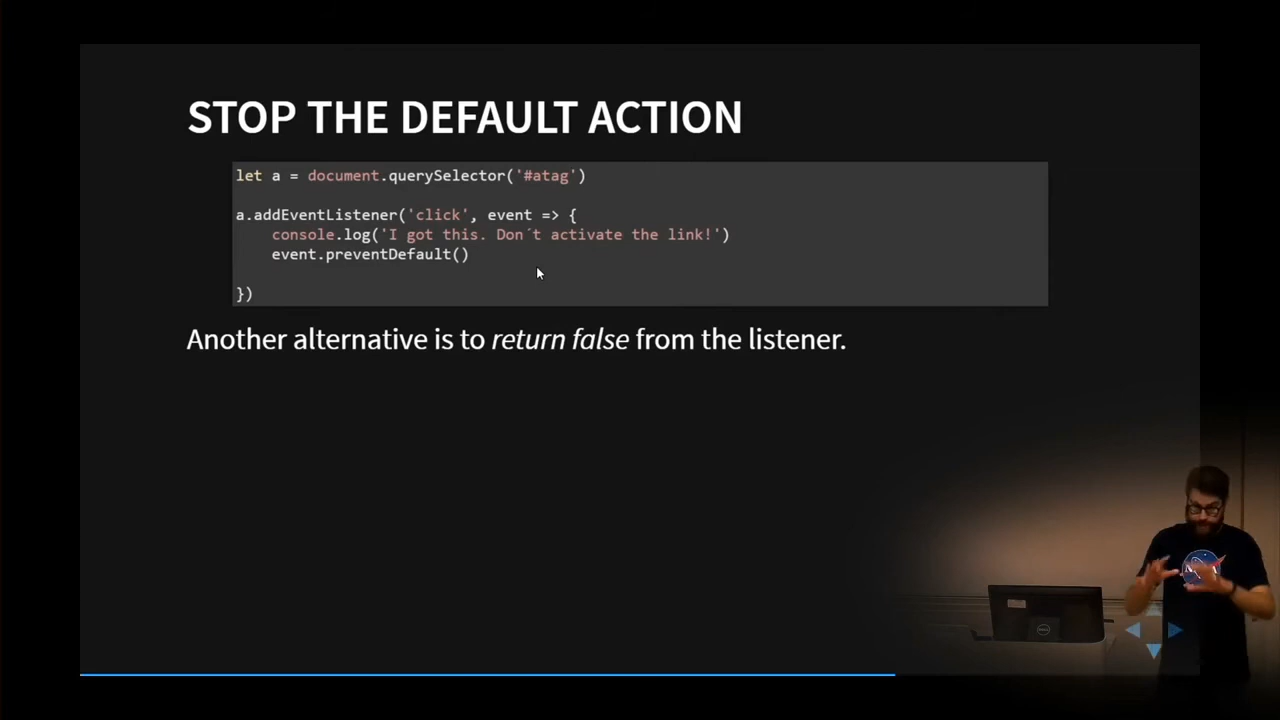 STOP THE DEFAULT ACTION
let a = document.querySelector('#atag')
a.addEventListener('click', event => {
console.log('I got this. Don´t activate the link!')
event.preventDefault()
})
Another alternative is to return false from the listener.